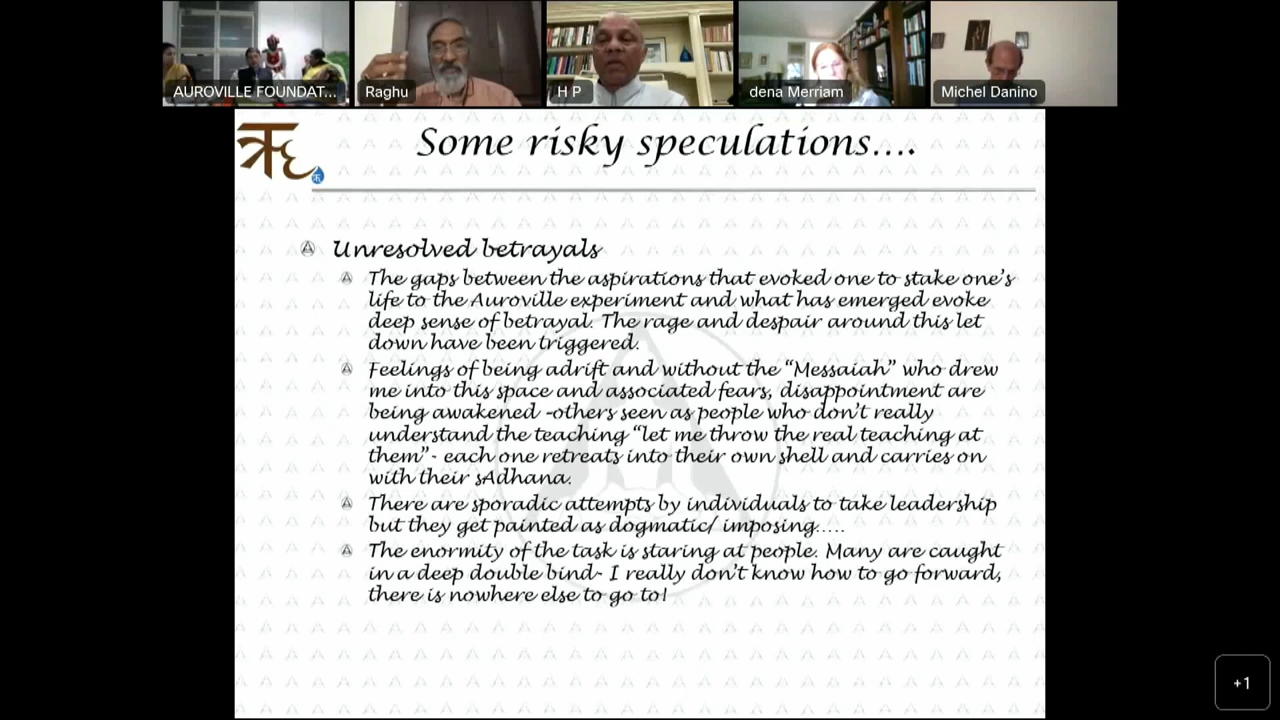 AUROVILLE FOUNDAT...
Raghu
H P
dena Merriam
Michel Danino
Some risky speculations....
Unresolved betrayals
The gaps between the aspirations that evoked one to stake one's
life to the Auroville experiment and what has emerged evoke
deep sense of betrayal. The rage and despair around this let
down have been triggered.
Feelings of being adrift and without the "Messaiah" who drew
me into this space and associated fears, disappointment are
being awakened -others seen as people who don't really
understand the teaching "let me throw the real teaching at
them"- each one retreats into their own shell and carries on
with their sAdhana.
There are sporadic attempts by individuals to take leadership
but they get painted as dogmatic/ imposing.....
The enormity of the task is staring at people. Many are caught
in a deep double bind- I really don't know how to go forward,
there is nowhere else to go to!
+1